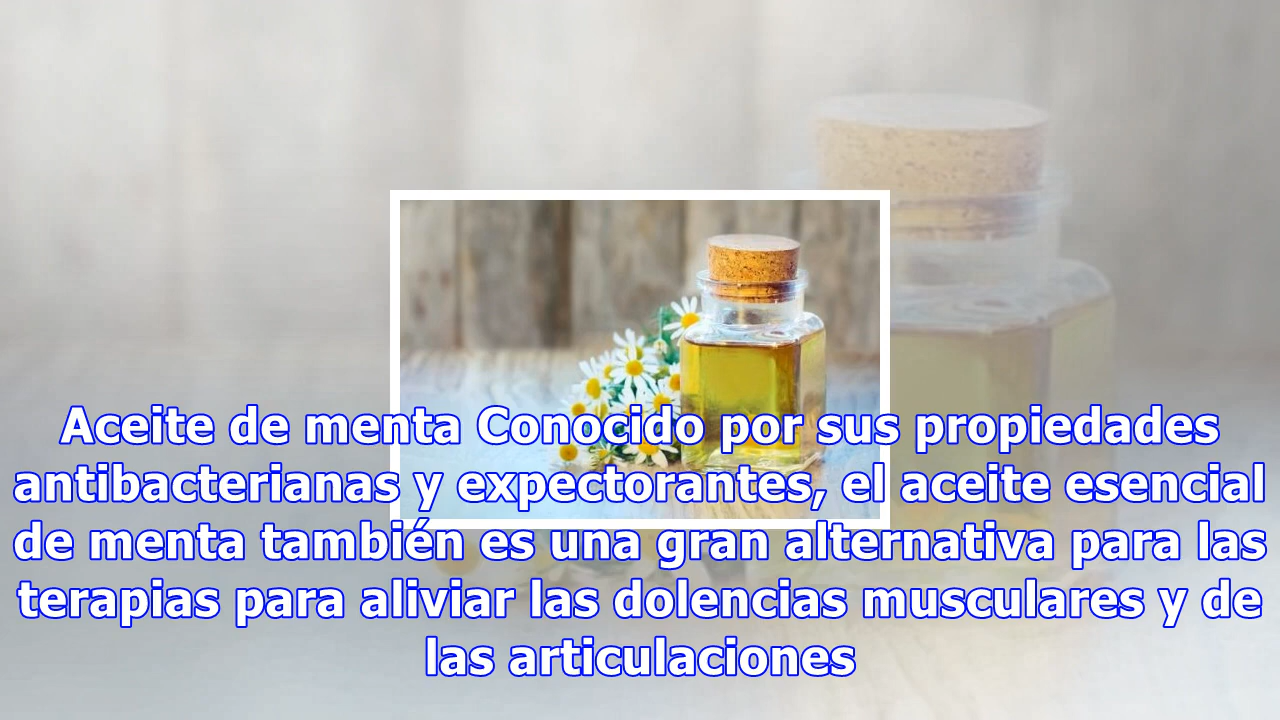 Aceite de menta Conocido por sus propiedades
antibacterianas y expectorantes, el aceite esencial
de menta también es una gran alternativa para las
terapias para aliviar las dolencias musculares y de
las articulaciones